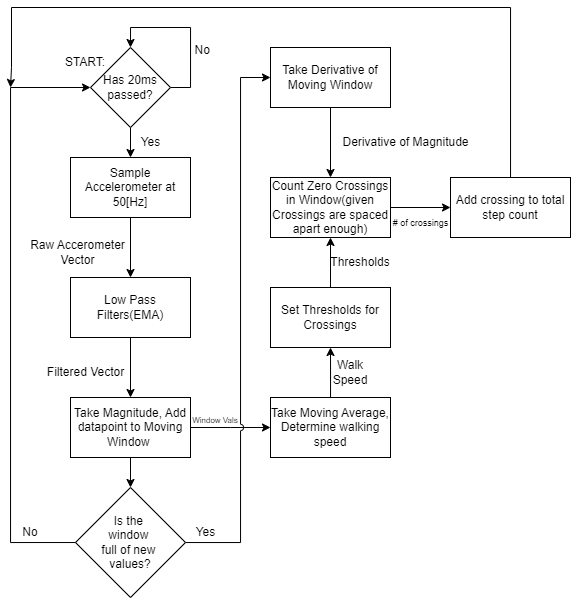 START:
Has 20ms
passed?
No
Yes
Sample
Accelerometer at
50[Hz]
Raw Accerometer
Vector
Low Pass
Filters(EMA)
Filtered Vector
Take Magnitude, Add
datapoint to Moving
Window
Window Vals
Is the
window
full of new
values?
No
Yes
Take Derivative of
Moving Window
Derivative of Magnitude
Count Zero Crossings
in Window(given
Crossings are spaced
apart enough)
# of crossings
Add crossing to total
step count
Thresholds
Set Thresholds for
Crossings
Walk
Speed
Take Moving Average,
Determine walking
speed